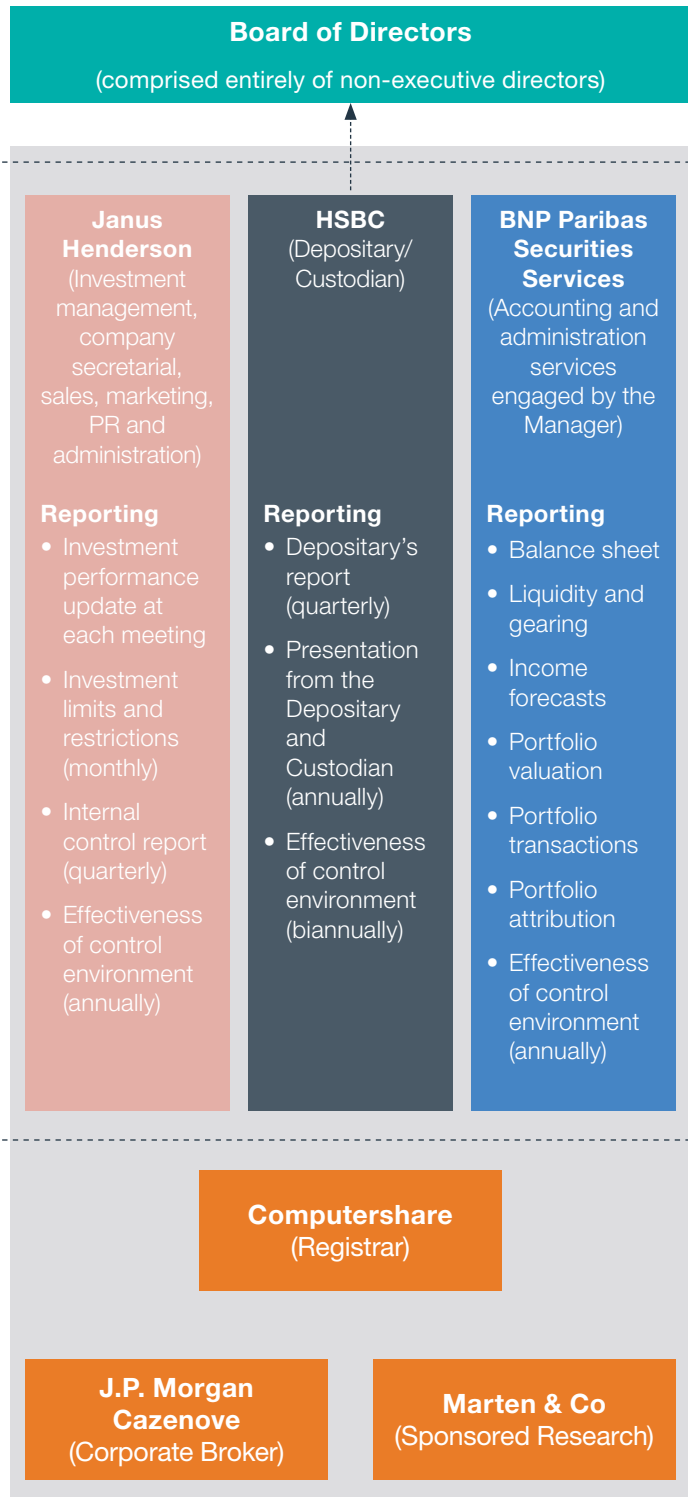 Board of Directors
(comprised entirely of non-executive directors)
Janus
Henderson
(Investment
management,
company
secretarial,
sales, marketing,
PR and
administration)
Reporting
• Investment
performance
update at
each meeting
• Investment
limits and
restrictions
(monthly)
• Internal
control report
(quarterly)
• Effectiveness
of control
environment
(annually)
HSBC
(Depositary/
Custodian)
Reporting
• Depositary’s
report
(quarterly)
• Presentation
from the
Depositary
and
Custodian
(annually)
• Effectiveness
of control
environment
(biannually)
BNP Paribas
Securities
Services
(Accounting and
administration
services
engaged by the
Manager)
Reporting
• Balance sheet
• Liquidity and
gearing
• Income
forecasts
• Portfolio
valuation
• Portfolio
transactions
• Portfolio
attribution
• Effectiveness
of control
environment
(annually)
Computershare
(Registrar)
J.P. Morgan
Cazenove
(Corporate Broker)
Marten & Co
(Sponsored Research)